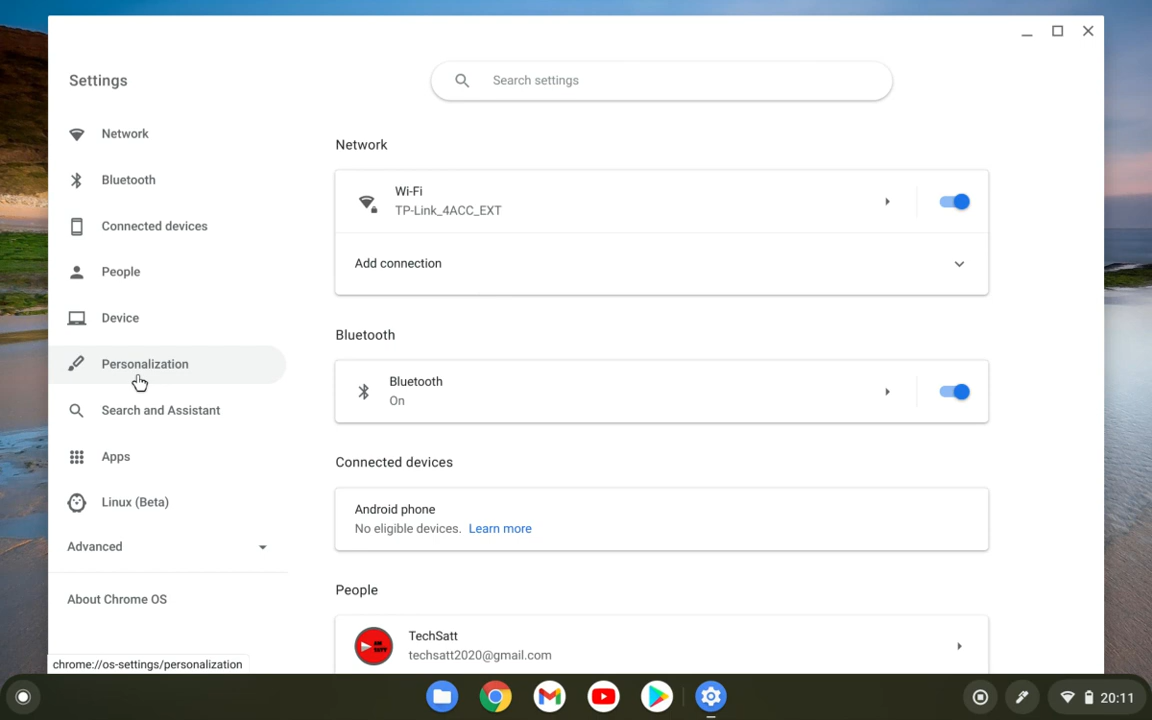 Settings
Search settings
Network
Bluetooth
Connected devices
People
Device
Personalization
Search and Assistant
Apps
Linux (Beta)
Advanced
About Chrome OS
chrome://os-settings/personalization
Network
Wi-Fi
TP-Link_4ACC_EXT
Add connection
Bluetooth
Bluetooth
On
Connected devices
Android phone
No eligible devices. Learn more
People
TechSatt
techsatt2020@gmail.com
20:11